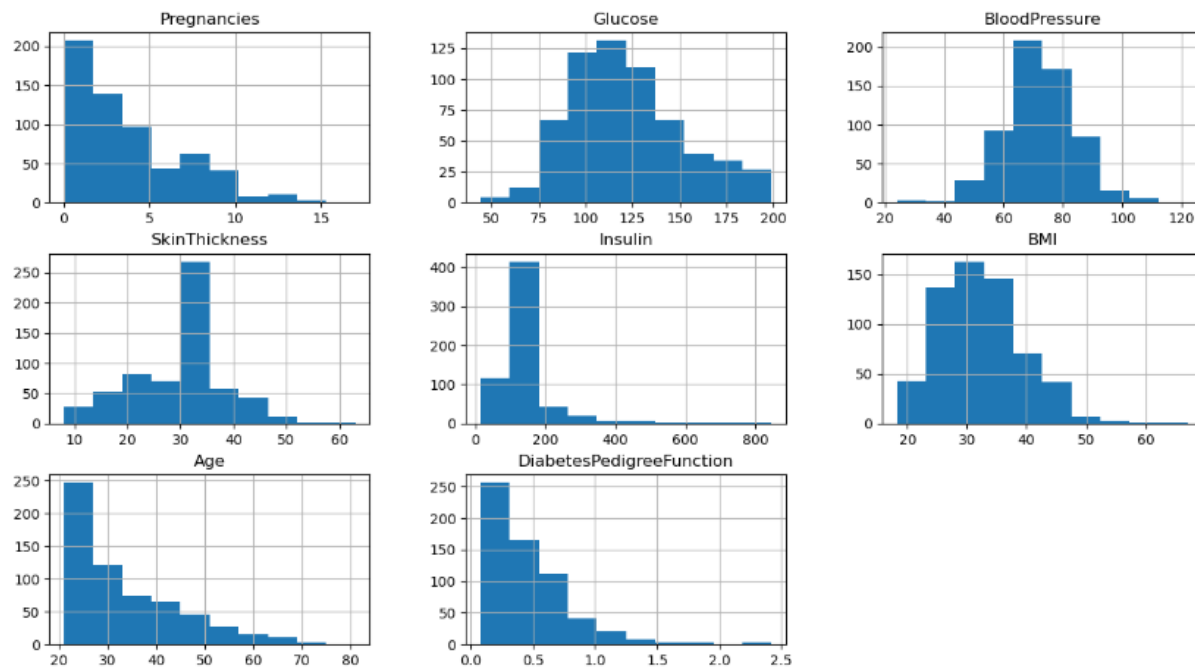 Pregnancies
200
150
100
50
0
0 5 10 15
Glucose
125
100
75
50
25
0
50 75 100 125 150 175 200
BloodPressure
200
150
100
50
0
20 40 60 80 100 120
SkinThickness
250
200
150
100
50
0
10 20 30 40 50 60
Insulin
400
300
200
100
0
0 200 400 600 800
BMI
150
100
50
0
20 30 40 50 60
Age
250
200
150
100
50
0
20 30 40 50 60 70 80
DiabetesPedigreeFunction
250
200
150
100
50
0
0.0 0.5 1.0 1.5 2.0 2.5